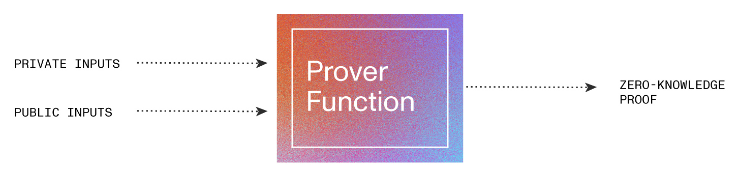 PRIVATE INPUTS
PUBLIC INPUTS
Prover
Function
ZERO-KNOWLEDGE
PROOF